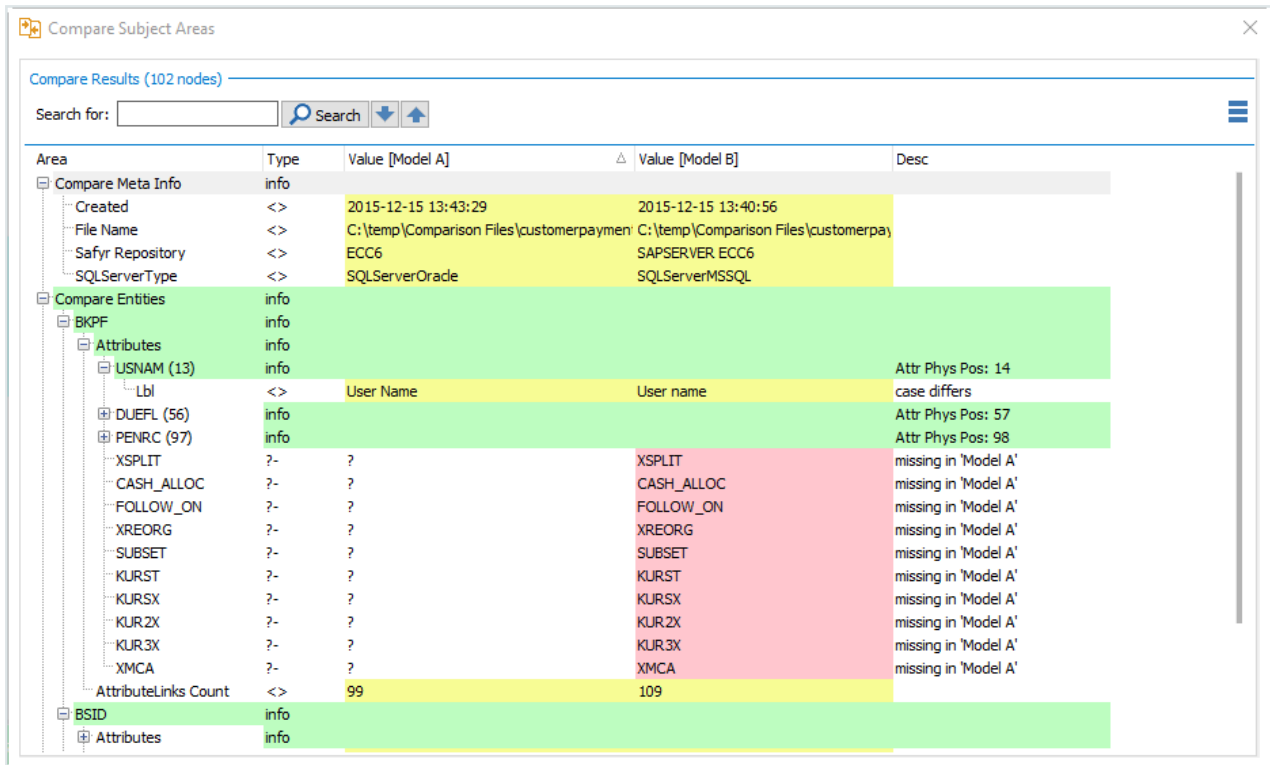 Compare Subject Areas
Compare Results (102 nodes)
Search for: Search
Area Type Value [Model A] Value [Model B] Desc
Compare Meta Info info
Created <> 2015-12-15 13:43:29 2015-12-15 13:40:56
File Name <> C:\temp\Comparison Files\customerpayment C:\temp\Comparison Files\customerpay
Safyr Repository <> ECC6 SAPSERVER ECC6
SQLServerType <> SQLServerOracle SQLServerMSSQL
Compare Entities info
BKPF info
Attributes info
USNAM (13) info Attr Phys Pos: 14
Lbl <> User Name User name case differs
DUEFL (56) info Attr Phys Pos: 57
PENRC (97) info Attr Phys Pos: 98
XSPLIT ?- ? XSPLIT missing in 'Model A'
CASH_ALLOC ?- ? CASH_ALLOC missing in 'Model A'
FOLLOW_ON ?- ? FOLLOW_ON missing in 'Model A'
XREORG ?- ? XREORG missing in 'Model A'
SUBSET ?- ? SUBSET missing in 'Model A'
KURST ?- ? KURST missing in 'Model A'
KURSX ?- ? KURSX missing in 'Model A'
KUR2X ?- ? KUR2X missing in 'Model A'
KUR3X ?- ? KUR3X missing in 'Model A'
XMCA ?- ? XMCA missing in 'Model A'
AttributeLinks Count <> 99 109
BSID info
Attributes info